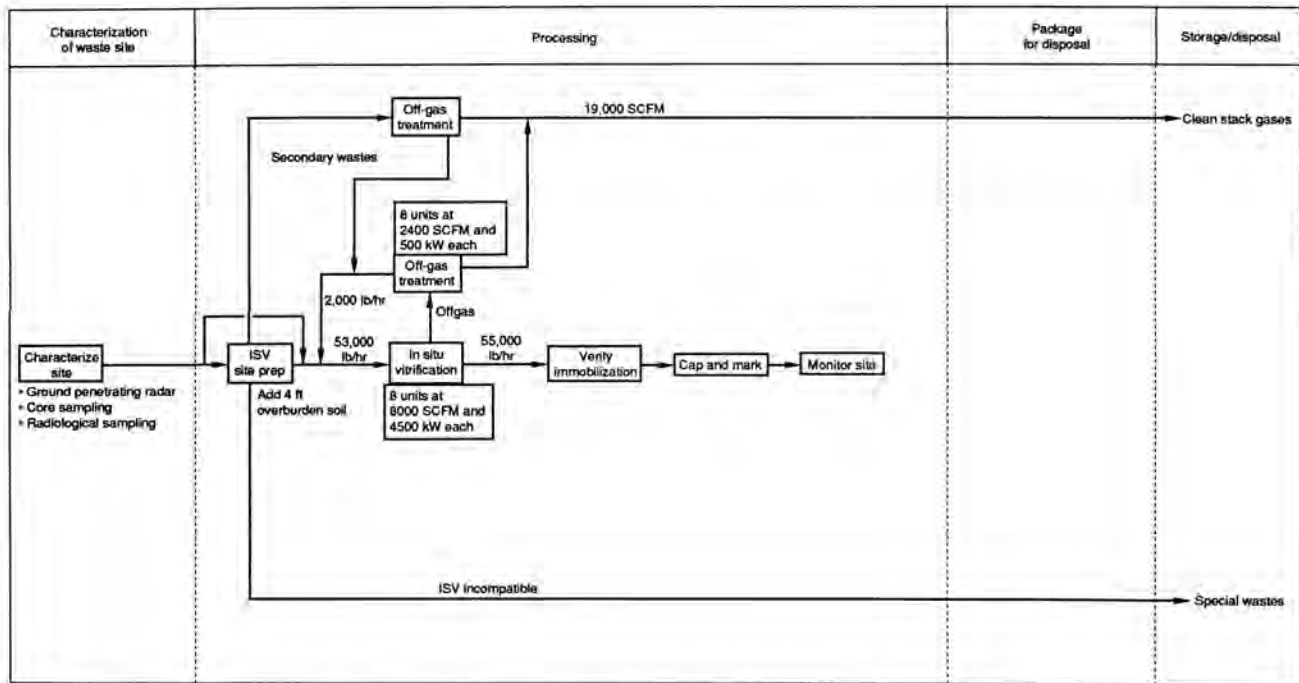 Characterization
of waste site
Processing
Package
for disposal
Storage/disposal
Off-gas
treatment
19,000 SCFM
Clean stack gases
Secondary wastes
8 units at
2400 SCFM and
500 kW each
Off-gas
treatment
2,000 lb/hr
Offgas
53,000
lb/hr
55,000
lb/hr
Characterize
site
ISV
site prep
In situ
vitrification
Verify
immobilization
Cap and mark
Monitor site
• Ground penetrating radar
• Core sampling
• Radiological sampling
Add 4 ft
overburden soil
8 units at
8000 SCFM and
4500 kW each
ISV incompatible
Special wastes